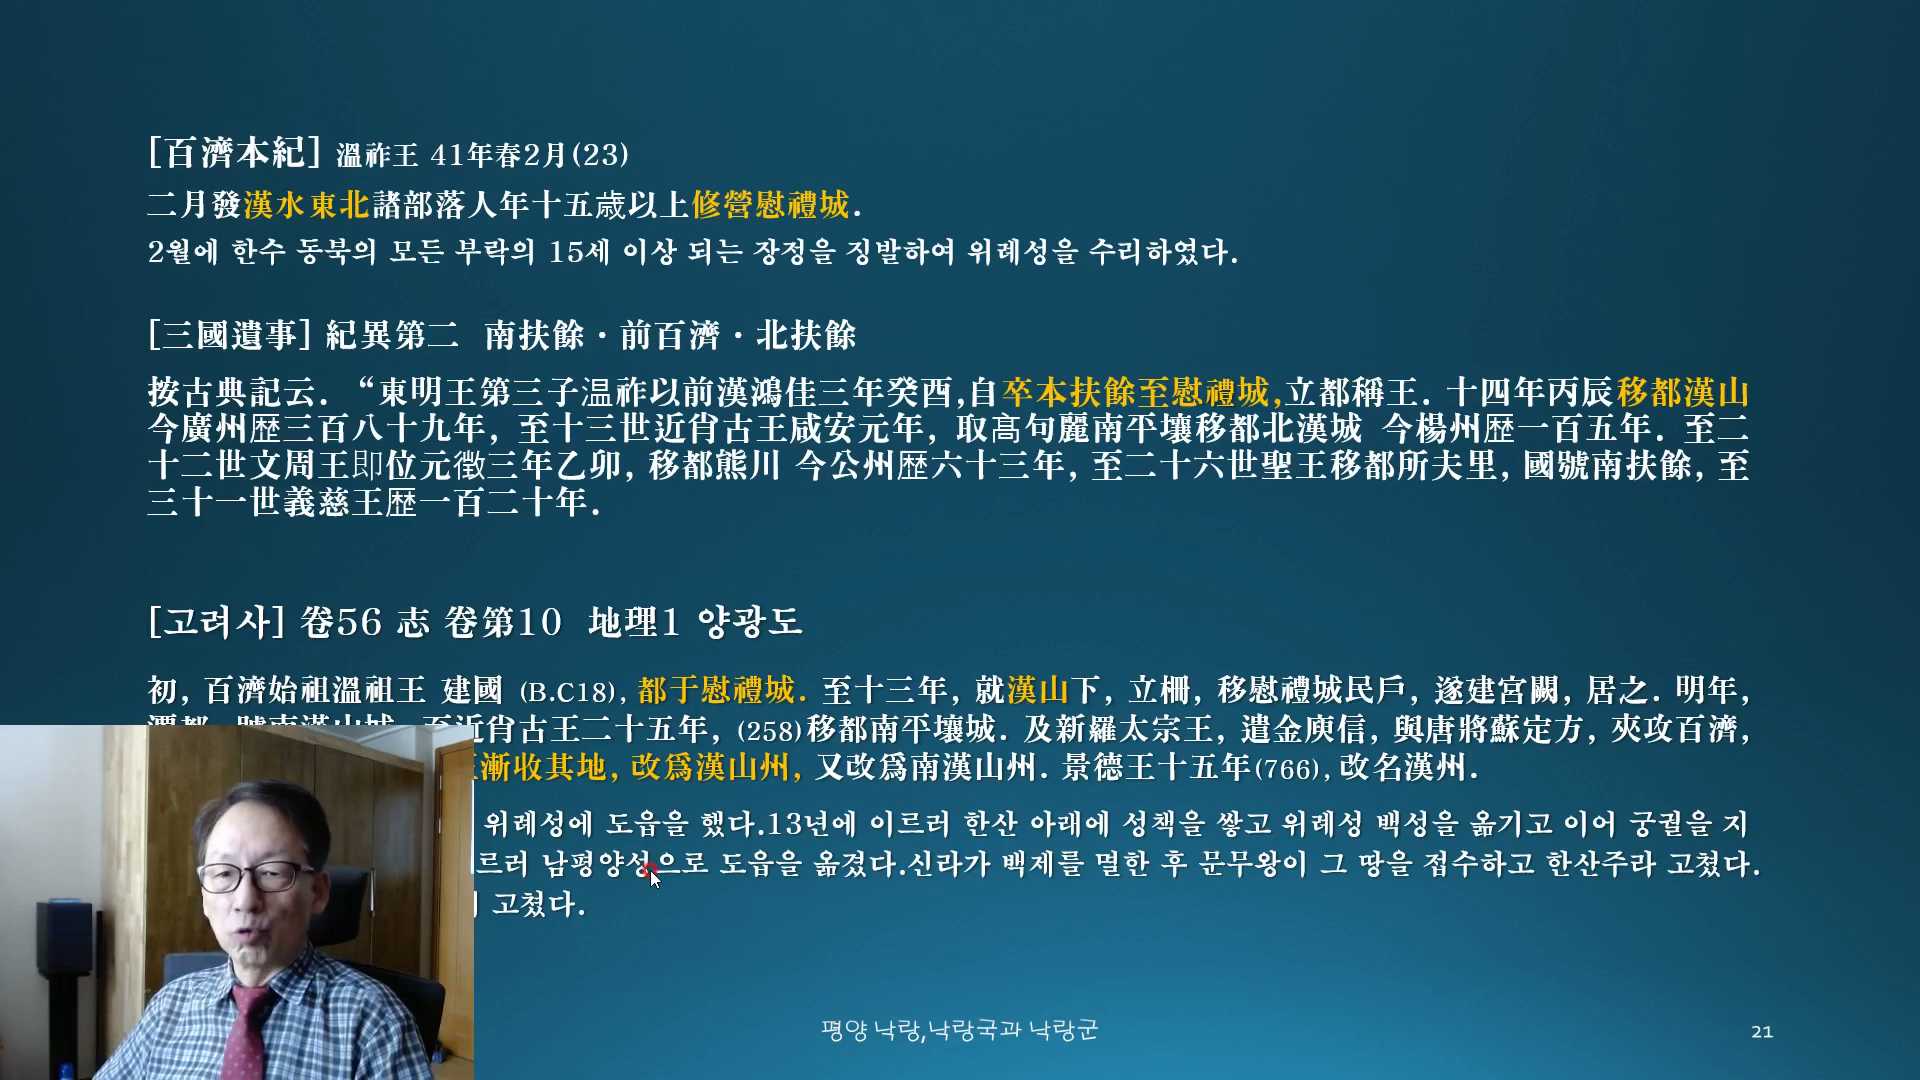 [百濟本紀] 溫祚王 41年春2月(23)
二月發漢水東北諸部落人年十五歳以上修營慰禮城.
2월에 한수 동북의 모든 부락의 15세 이상 되는 장정을 징발하여 위례성을 수리하였다.
[三國遺事] 紀異第二 南扶餘·前百濟·北扶餘
按古典記云. “東明王第三子温祚以前漢鴻佳三年癸酉,自卒本扶餘至慰禮城,立都稱王. 十四年丙辰移都漢山
今廣州歴三百八十九年, 至十三世近肖古王咸安元年, 取髙句麗南平壤移都北漢城 今楊州歴一百五年. 至二
十二世文周王即位元徴三年乙卯, 移都熊川 今公州歴六十三年, 至二十六世聖王移都所夫里, 國號南扶餘, 至
三十一世義慈王歴一百二十年.
[고려사] 卷56 志 卷第10 地理1 양광도
初, 百濟始祖溫祖王 建國 (B.C18), 都于慰禮城. 至十三年, 就漢山下, 立柵, 移慰禮城民戶, 遂建宮闕, 居之. 明年,
肖古王二十五年, (258)移都南平壤城. 及新羅太宗王, 遣金庾信, 與唐將蘇定方, 夾攻百濟,
漸收其地, 改爲漢山州, 又改爲南漢山州. 景德王十五年(766), 改名漢州.
위례성에 도읍을 했다.13년에 이르러 한산 아래에 성책을 쌓고 위례성 백성을 옮기고 이어 궁궐을 지
르러 남평양성으로 도읍을 옮겼다.신라가 백제를 멸한 후 문무왕이 그 땅을 접수하고 한산주라 고쳤다.
고쳤다.
평양 낙랑,낙랑국과 낙랑군
21